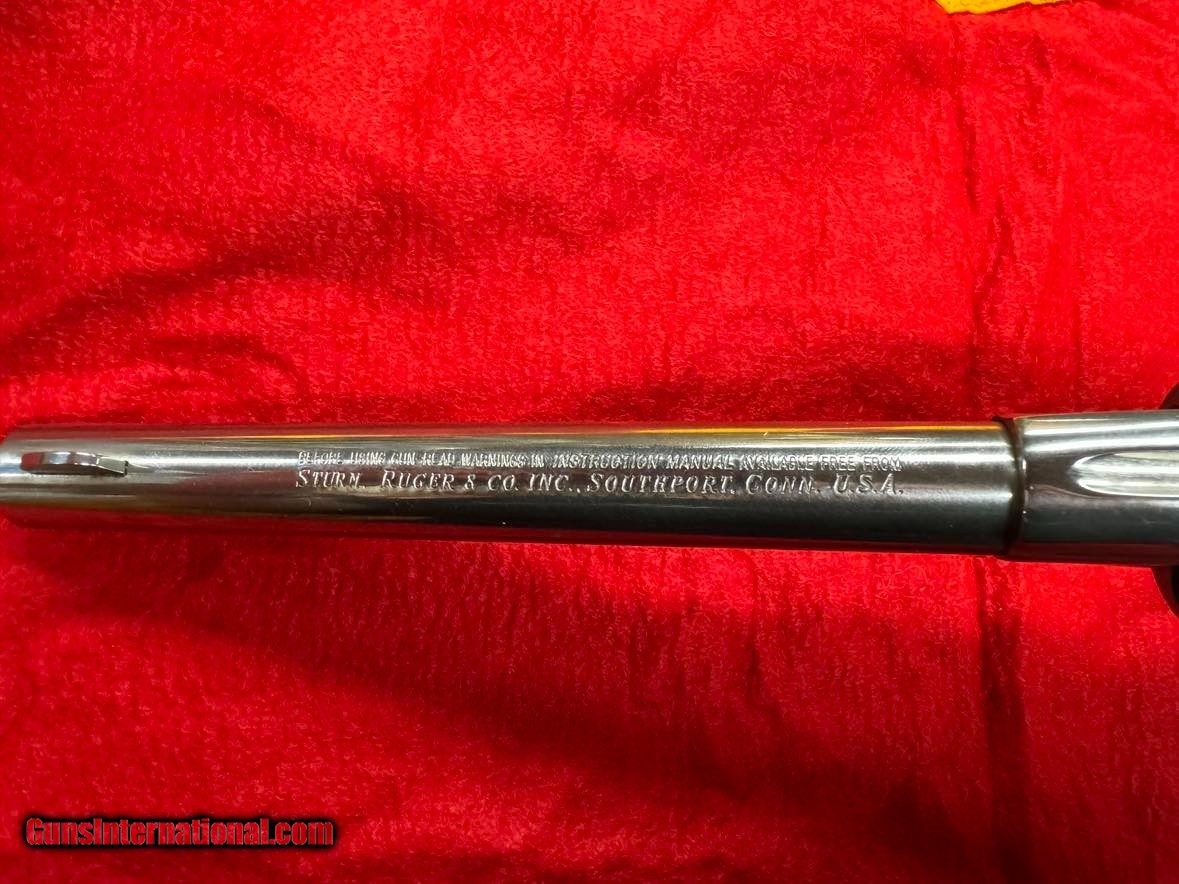 BEFORE USING GUN READ WARNINGS IN INSTRUCTION MANUAL AVAILABLE FREE FROM
STURM, RUGER & CO. INC., SOUTHPORT, CONN. U.S.A.
GunsInternational.com